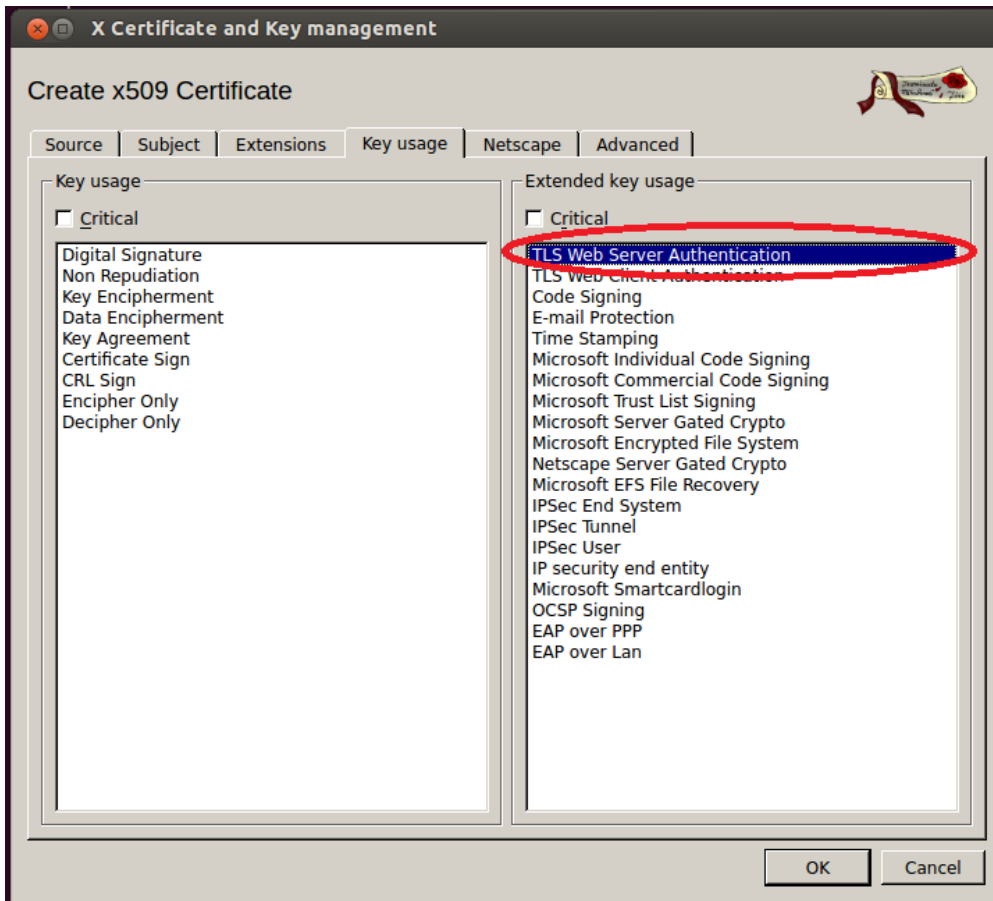 X Certificate and Key management
Create x509 Certificate
Source Subject Extensions Key usage Netscape Advanced
Key usage
Critical
Digital Signature
Non Repudiation
Key Encipherment
Data Encipherment
Key Agreement
Certificate Sign
CRL Sign
Encipher Only
Decipher Only
Extended key usage
Critical
TLS Web Server Authentication
TLS Web Client Authentication
Code Signing
E-mail Protection
Time Stamping
Microsoft Individual Code Signing
Microsoft Commercial Code Signing
Microsoft Trust List Signing
Microsoft Server Gated Crypto
Microsoft Encrypted File System
Netscape Server Gated Crypto
Microsoft EFS File Recovery
IPSec End System
IPSec Tunnel
IPSec User
IP security end entity
Microsoft Smartcardlogin
OCSP Signing
EAP over PPP
EAP over Lan
OK Cancel